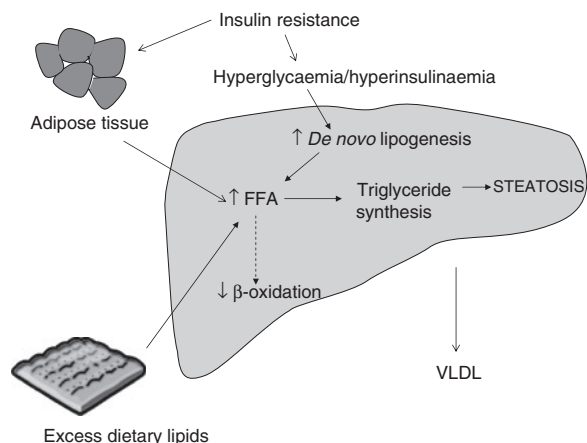 Insulin resistance
Hyperglycaemia/hyperinsulinaemia
Adipose tissue
↑ De novo lipogenesis
↑ FFA
Triglyceride
synthesis
STEATOSIS
↓ β-oxidation
VLDL
Excess dietary lipids